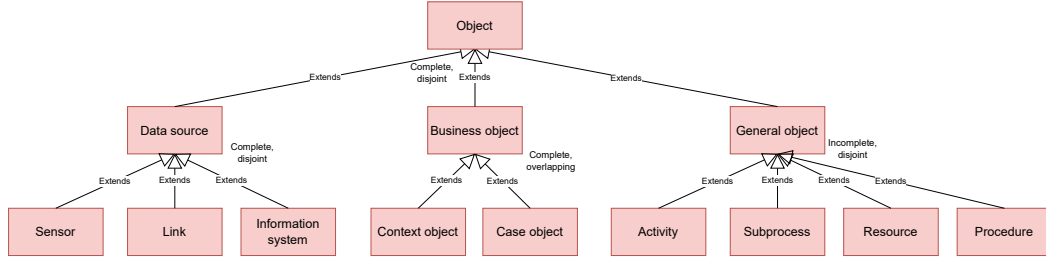 Object
Complete,
disjoint
Extends
Extends
Extends
Data source
Business object
General object
Complete,
disjoint
Complete,
overlapping
Incomplete,
disjoint
Extends
Extends
Extends
Extends
Extends
Extends
Extends
Extends
Extends
Sensor
Link
Information
system
Context object
Case object
Activity
Subprocess
Resource
Procedure